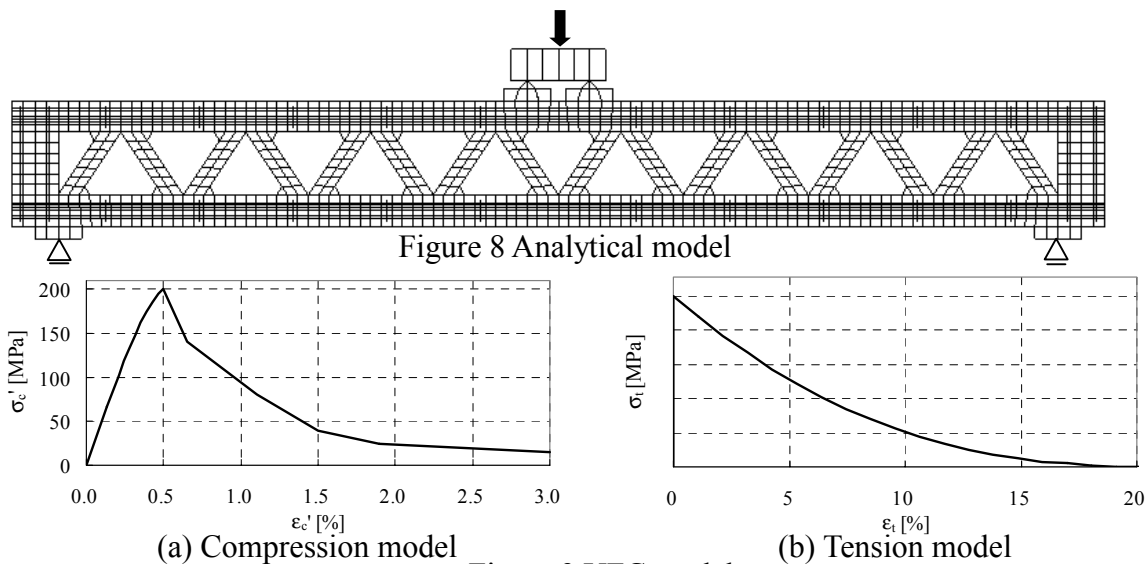 Figure 8 Analytical model
200
150
100
50
0
σc' [MPa]
0.0 0.5 1.0 1.5 2.0 2.5 3.0
εc' [%]
(a) Compression model
σt [MPa]
0 5 10 15 20
εt [%]
(b) Tension model